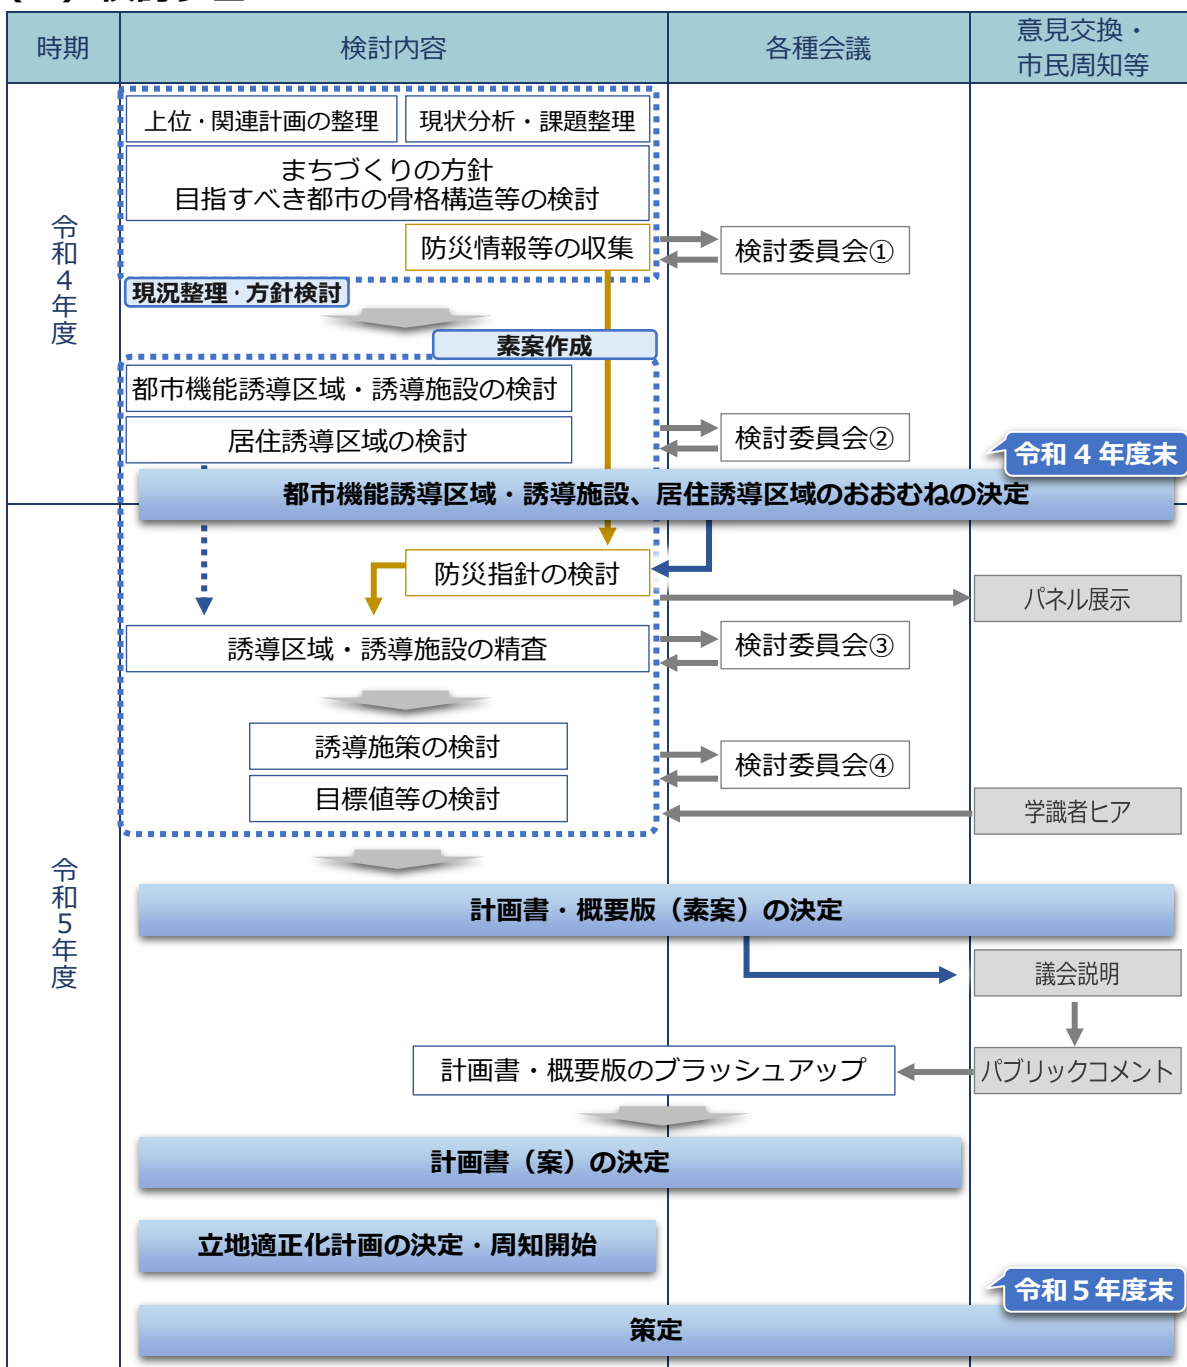 時期
検討内容
各種会議
意見交換・
市民周知等
令和4年度
上位・関連計画の整理
現状分析・課題整理
まちづくりの方針
目指すべき都市の骨格構造等の検討
防災情報等の収集
検討委員会①
現況整理・方針検討
素案作成
都市機能誘導区域・誘導施設の検討
居住誘導区域の検討
検討委員会②
令和4年度末
都市機能誘導区域・誘導施設、居住誘導区域のおおむねの決定
令和5年度
防災指針の検討
パネル展示
誘導区域・誘導施設の精査
検討委員会③
誘導施策の検討
検討委員会④
目標値等の検討
学識者ヒア
計画書・概要版（素案）の決定
議会説明
計画書・概要版のブラッシュアップ
パブリックコメント
計画書（案）の決定
立地適正化計画の決定・周知開始
令和5年度末
策定